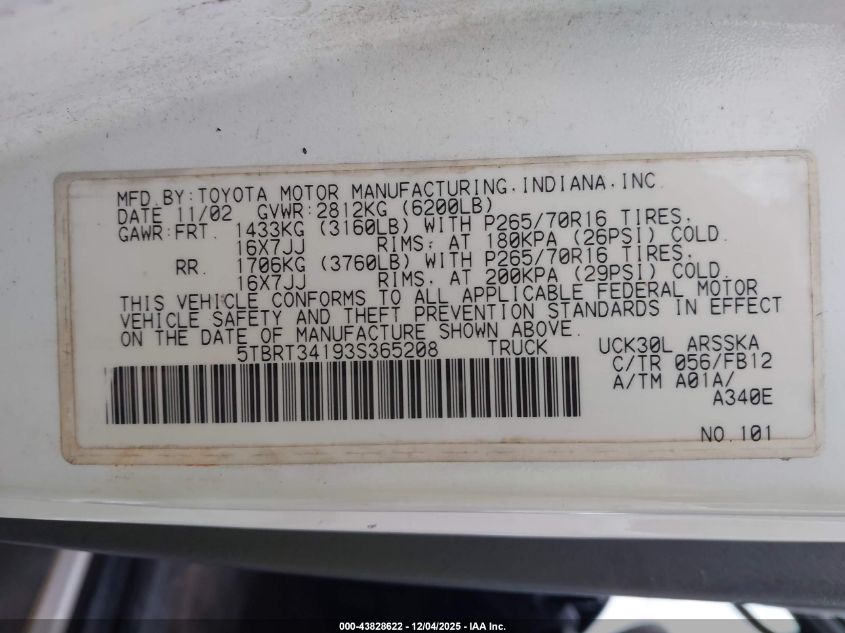 MFD.BY:TOYOTA MOTOR MANUFACTURING.INDIANA.INC
DATE 11/02 GVWR:2812KG (6200LB)
GAWR:FRT. 1433KG (3160LB) WITH P265/70R16 TIRES.
16X7JJ RIMS, AT 180KPA (26PSI) COLD.
RR. 1706KG (3760LB) WITH P265/70R16 TIRES.
16X7JJ RIMS, AT 200KPA (29PSI) COLD.
THIS VEHICLE CONFORMS TO ALL APPLICABLE FEDERAL MOTOR
VEHICLE SAFETY AND THEFT PREVENTION STANDARDS IN EFFECT
ON THE DATE OF MANUFACTURE SHOWN ABOVE.
5TBRT34193S365208 TRUCK UCK30L ARSSKA
C/TR 056/FB12
A/TM A01A/
A340E
NO.101
000-43828622 - 12/04/2025 - IAA Inc.